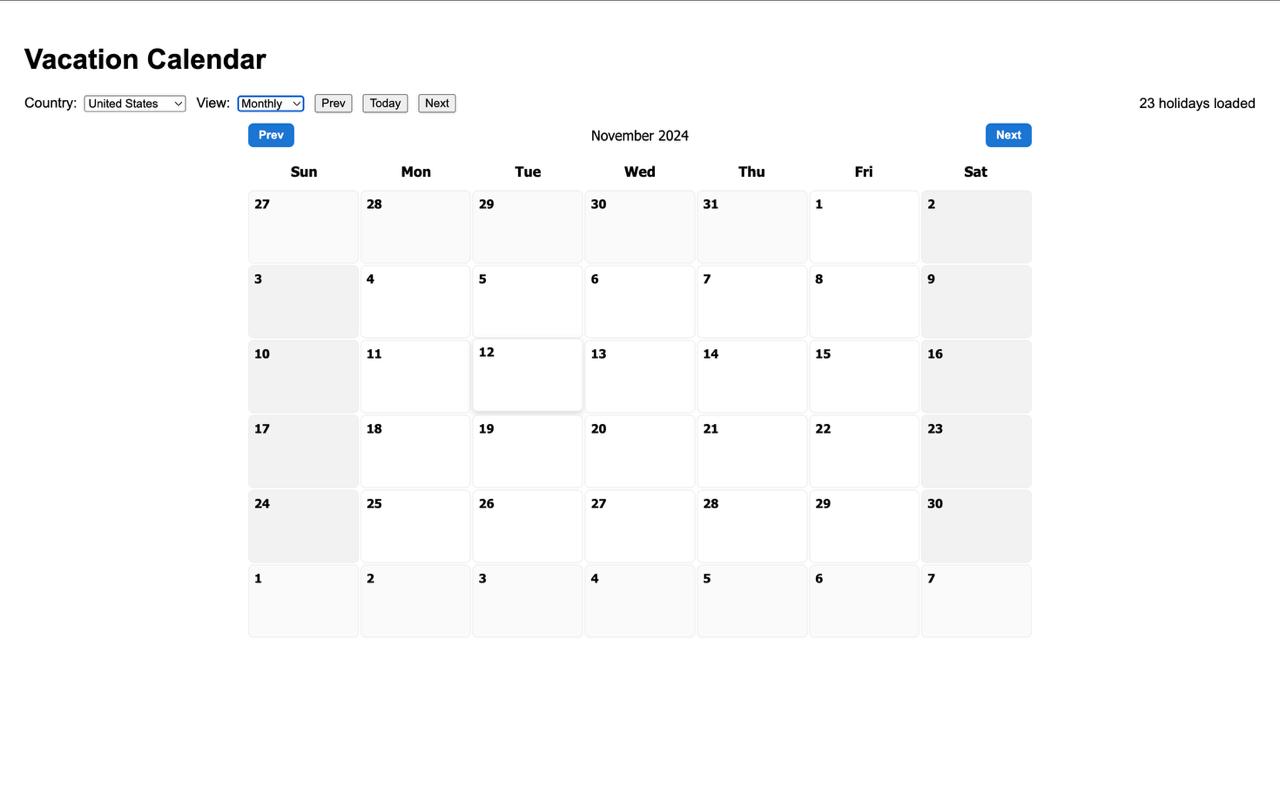 Vacation Calendar
Country: United States View: Monthly Prev Today Next 23 holidays loaded
Prev November 2024 Next
Sun Mon Tue Wed Thu Fri Sat
27 28 29 30 31 1 2
3 4 5 6 7 8 9
10 11 12 13 14 15 16
17 18 19 20 21 22 23
24 25 26 27 28 29 30
1 2 3 4 5 6 7